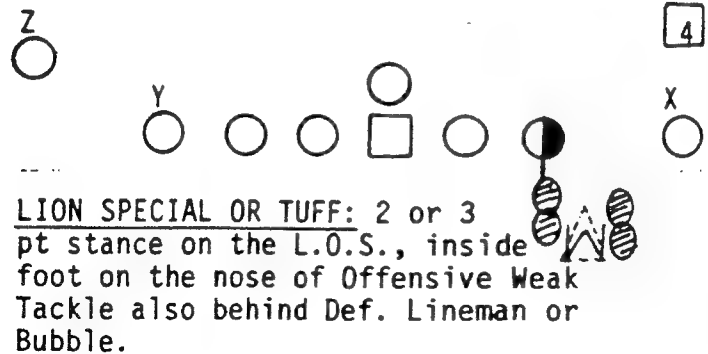 Z
4
Y
X
LION SPECIAL OR TUFF: 2 or 3
pt stance on the L.O.S., inside
foot on the nose of Offensive Weak
Tackle also behind Def. Lineman or
Bubble.